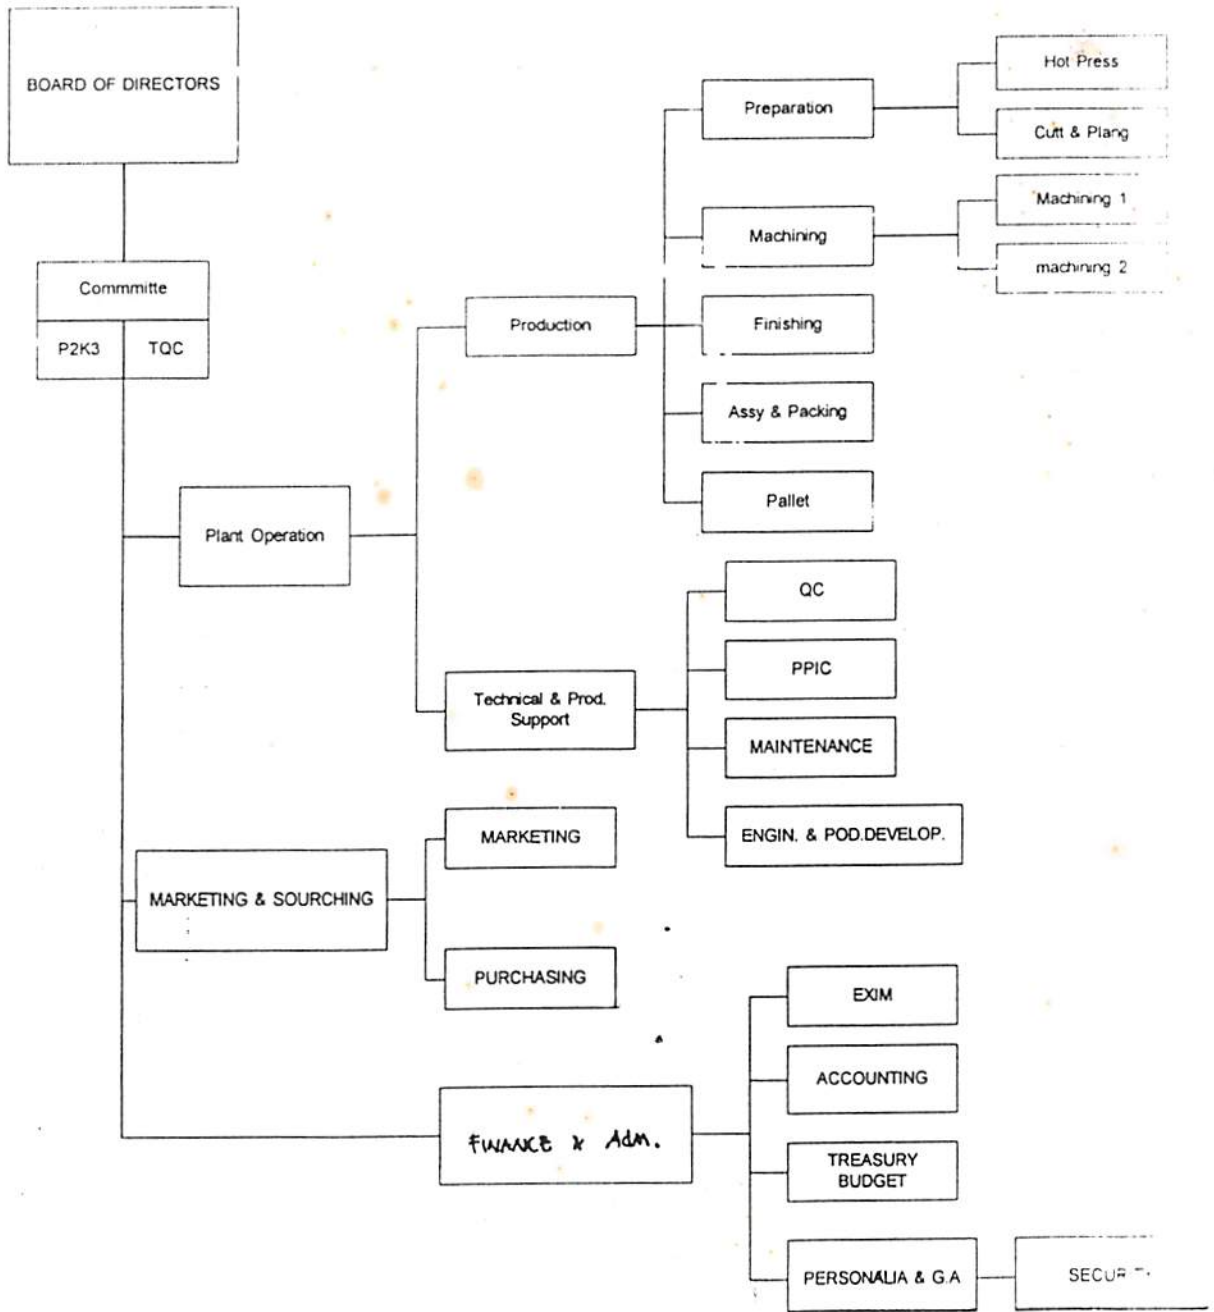 BOARD OF DIRECTORS
Commmitte
P2K3
TQC
Plant Operation
Production
Preparation
Hot Press
Cutt & Plang
Machining
Machining 1
machining 2
Finishing
Assy & Packing
Pallet
Technical & Prod.
Support
QC
PPIC
MAINTENANCE
ENGIN. & POD.DEVELOP.
MARKETING & SOURCHING
MARKETING
PURCHASING
FINANCE & Adm.
EXIM
ACCOUNTING
TREASURY
BUDGET
PERSONALIA & G.A